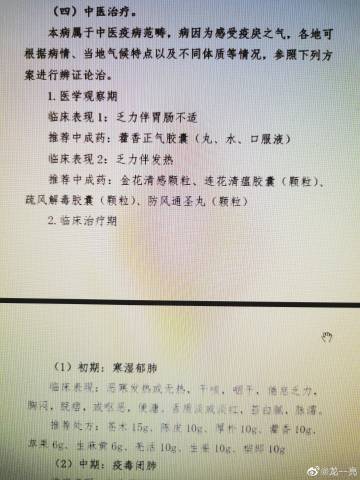 （四）中医治疗。
本病属于中医疫病范畴，病因为感受疫戾之气，各地可
根据病情、当地气候特点以及不同体质等情况，参照下列方
案进行辨证论治。
1.医学观察期
临床表现1：乏力伴胃肠不适
推荐中成药：藿香正气胶囊（丸、水、口服液）
临床表现2：乏力伴发热
推荐中成药：金花清感颗粒、连花清瘟胶囊（颗粒）、
疏风解毒胶囊（颗粒）、防风通圣丸（颗粒）
2.临床治疗期
（1）初期：寒湿郁肺
临床表现：恶寒发热或无热，干咳，咽干，倦怠乏力，
胸闷，脘痞，或呕恶，便溏。舌质淡或淡红，苔白腻，脉濡。
推荐处方：苍术 15g、陈皮 10g、厚朴 10g、藿香 10g、
草果 6g、生麻黄 6g、羌活 10g、生姜 10g、槟郎 10g
（2）中期：疫毒闭肺
@龙一亮